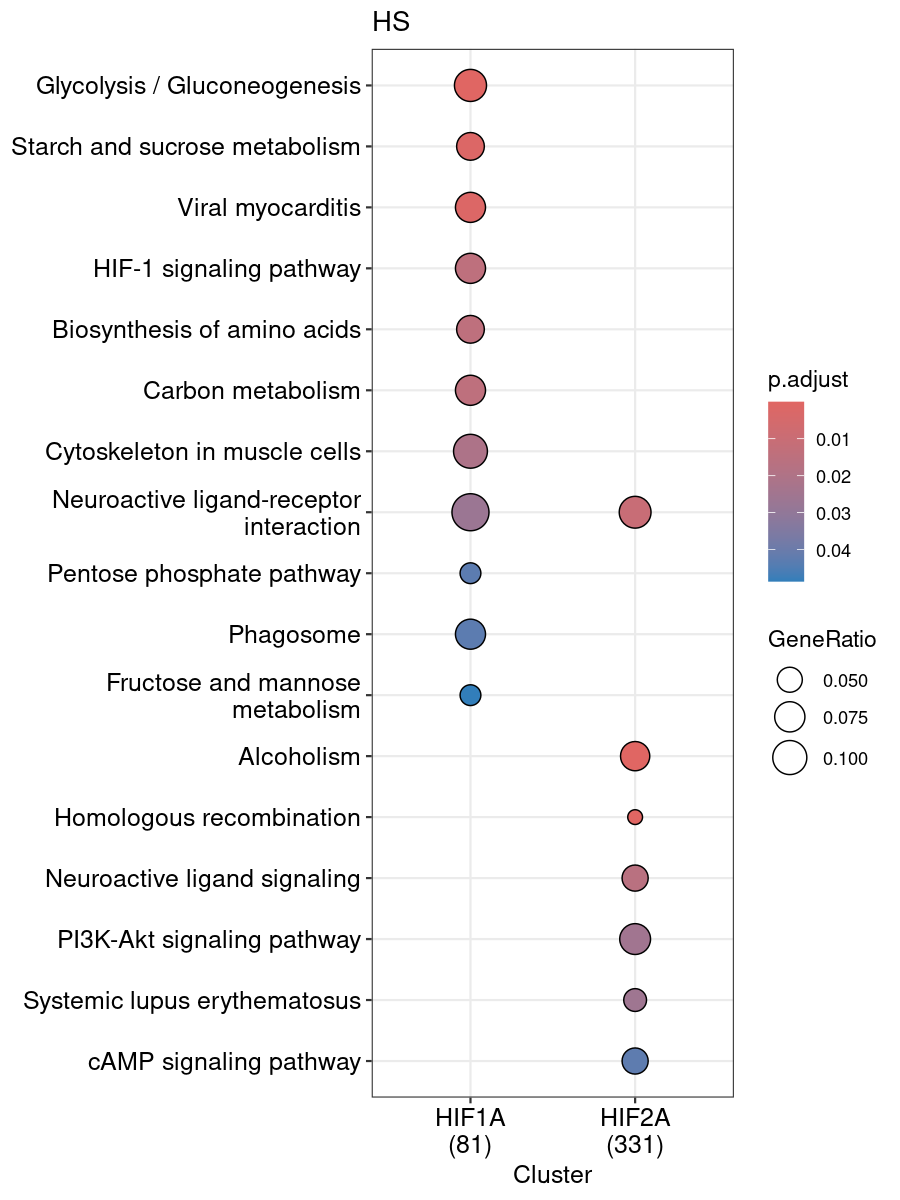 HS
Glycolysis / Gluconeogenesis
Starch and sucrose metabolism
Viral myocarditis
HIF-1 signaling pathway
Biosynthesis of amino acids
Carbon metabolism
Cytoskeleton in muscle cells
Neuroactive ligand-receptor
interaction
Pentose phosphate pathway
Phagosome
Fructose and mannose
metabolism
Alcoholism
Homologous recombination
Neuroactive ligand signaling
PI3K-Akt signaling pathway
Systemic lupus erythematosus
cAMP signaling pathway
HIF1A
(81)
HIF2A
(331)
Cluster
p.adjust
0.01
0.02
0.03
0.04
GeneRatio
0.050
0.075
0.100